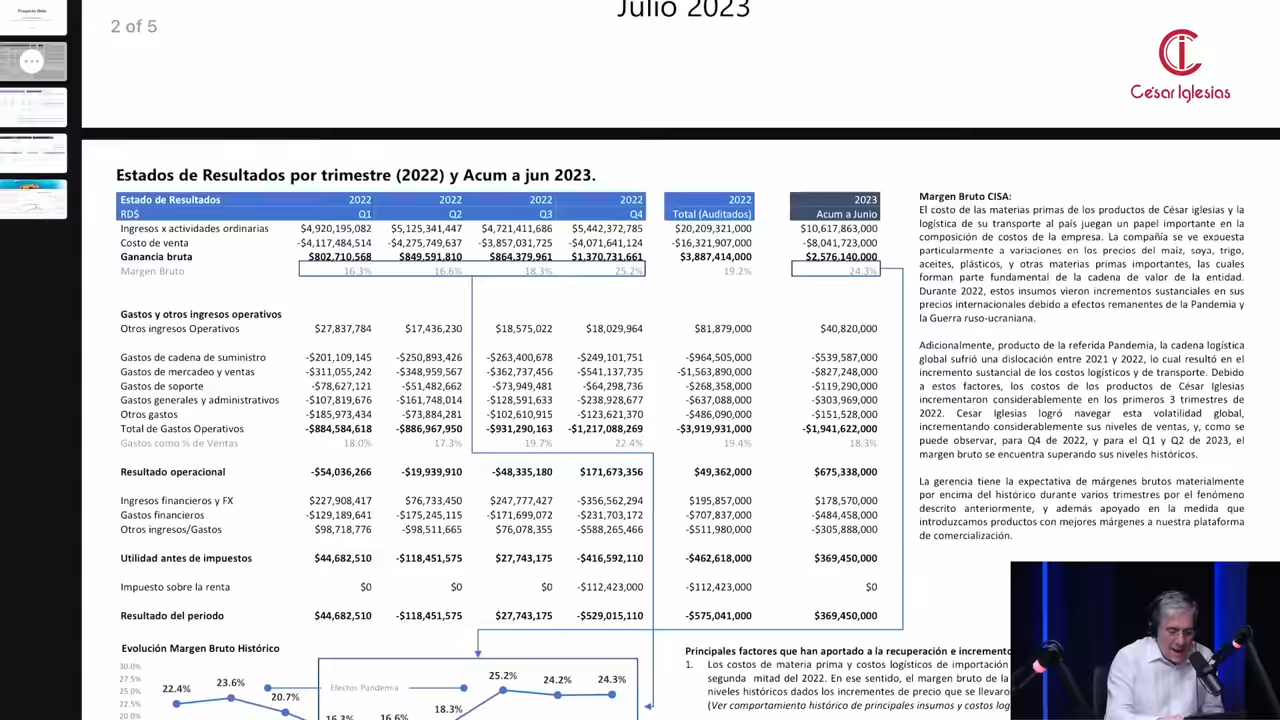 Julio 2023
2 of 5
César Iglesias
Estados de Resultados por trimestre (2022) y Acum a jun 2023.
Estado de Resultados 2022 2022 2022 2022 2022 2023
RD$ Q1 Q2 Q3 Q4 Total (Auditados) Acum a Junio
Ingresos x actividades ordinarias $4,920,195,082 $5,125,341,447 $4,721,411,686 $5,442,372,785 $20,209,321,000 $10,617,863,000
Costo de venta -$4,117,484,514 -$4,275,749,637 -$3,857,031,725 -$4,071,641,124 -$16,321,907,000 -$8,041,723,000
Ganancia bruta $802,710,568 $849,591,810 $864,379,961 $1,370,731,661 $3,887,414,000 $2,576,140,000
Margen Bruto 16.3% 16.6% 18.3% 25.2% 19.2% 24.3%
Gastos y otros ingresos operativos
Otros ingresos Operativos $27,837,784 $17,436,230 $18,575,022 $18,029,964 $81,879,000 $40,820,000
Gastos de cadena de suministro -$201,109,145 -$250,893,426 -$263,400,678 -$249,101,751 -$964,505,000 -$539,587,000
Gastos de mercadeo y ventas -$311,055,242 -$348,959,567 -$362,737,456 -$541,137,735 -$1,563,890,000 -$827,248,000
Gastos de soporte -$78,627,121 -$51,482,662 -$73,949,481 -$64,298,736 -$268,358,000 -$119,290,000
Gastos generales y administrativos -$107,819,676 -$161,748,014 -$128,591,633 -$238,928,677 -$637,088,000 -$303,969,000
Otros gastos -$185,973,434 -$73,884,281 -$102,610,915 -$123,621,370 -$486,090,000 -$151,528,000
Total de Gastos Operativos -$884,584,618 -$886,967,950 -$931,290,163 -$1,217,088,269 -$3,919,931,000 -$1,941,622,000
Gastos como % de Ventas 18.0% 17.3% 19.7% 22.4% 19.4% 18.3%
Resultado operacional -$54,036,266 -$19,939,910 -$48,335,180 $171,673,356 $49,362,000 $675,338,000
Ingresos financieros y FX $227,908,417 $76,733,450 $247,777,427 -$356,562,294 $195,857,000 $178,570,000
Gastos financieros -$129,189,641 -$175,245,115 -$171,699,072 -$231,703,172 -$707,837,000 -$484,458,000
Otros ingresos/Gastos $98,718,776 -$98,511,665 $76,078,355 -$588,265,466 -$511,980,000 -$305,888,000
Utilidad antes de impuestos $44,682,510 -$118,451,575 $27,743,175 -$416,592,110 -$462,618,000 $369,450,000
Impuesto sobre la renta $0 $0 $0 -$112,423,000 -$112,423,000 $0
Resultado del periodo $44,682,510 -$118,451,575 $27,743,175 -$529,015,110 -$575,041,000 $369,450,000
Margen Bruto CISA:
El costo de las materias primas de los productos de César iglesias y la
logística de su transporte al país juegan un papel importante en la
composición de costos de la empresa. La compañía se ve expuesta
particularmente a variaciones en los precios del maíz, soya, trigo,
aceites, plásticos, y otras materias primas importantes, las cuales
forman parte fundamental de la cadena de valor de la entidad.
Durante 2022, estos insumos vieron incrementos sustanciales en sus
precios internacionales debido a efectos remanentes de la Pandemia y
la Guerra ruso-ucraniana.
Adicionalmente, producto de la referida Pandemia, la cadena logística
global sufrió una dislocación entre 2021 y 2022, lo cual resultó en el
incremento sustancial de los costos logísticos y de transporte. Debido
a estos factores, los costos de los productos de César Iglesias
incrementaron considerablemente en los primeros 3 trimestres de
2022. Cesar Iglesias logró navegar esta volatilidad global,
incrementando considerablemente sus niveles de ventas, y, como se
puede observar, para Q4 de 2022, y para el Q1 y Q2 de 2023, el
margen bruto se encuentra superando sus niveles históricos.
La gerencia tiene la expectativa de márgenes brutos materialmente
por encima del histórico durante varios trimestres por el fenómeno
descrito anteriormente, y además apoyado en la medida que
introduzcamos productos con mejores márgenes a nuestra plataforma
de comercialización.
Evolución Margen Bruto Histórico
30.0%
27.5%
25.0%
22.5%
20.0%
22.4% 23.6% 20.7% 16.3% 16.6% 18.3% 25.2% 24.2% 24.3%
Efectos Pandemia
Principales factores que han aportado a la recuperación e incremento
1. Los costos de materia prima y costos logísticos de importación
segunda mitad del 2022. En ese sentido, el margen bruto de la
niveles históricos dados los incrementos de precio que se llevaro
(Ver comportamiento histórico de principales insumos y costos log